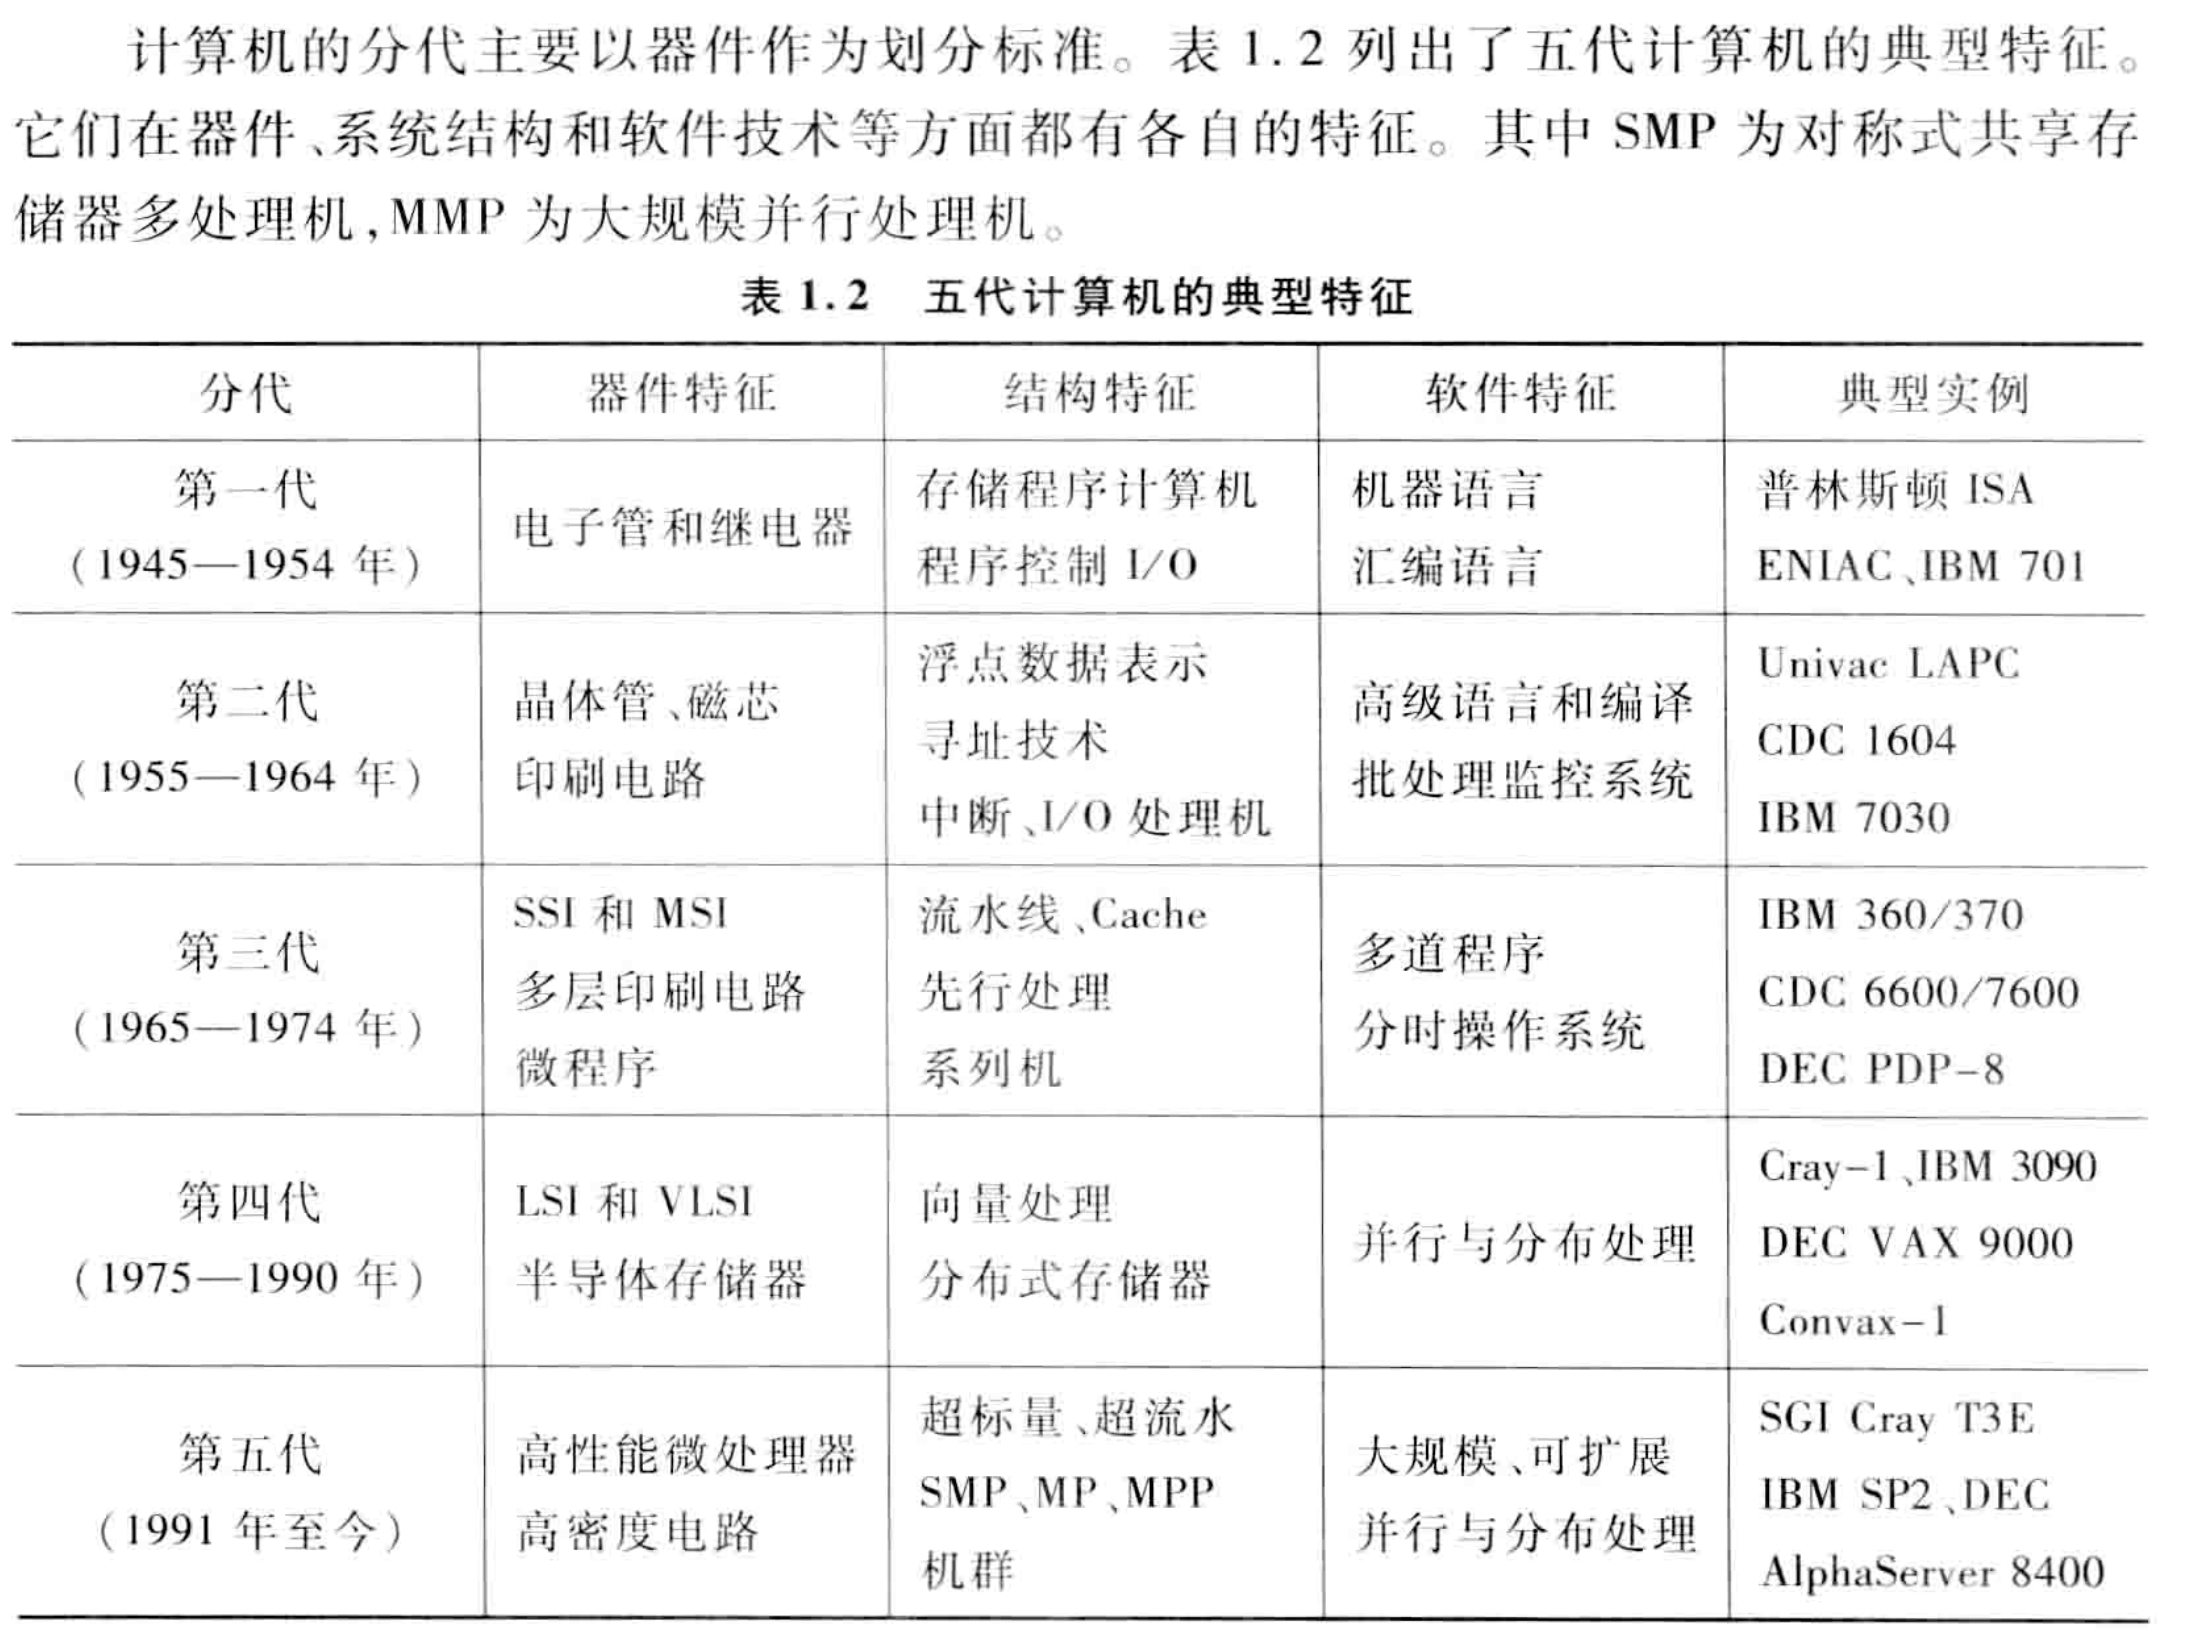 计算机的分代主要以器件作为划分标准。表 1.2 列出了五代计算机的典型特征。
它们在器件、系统结构和软件技术等方面都有各自的特征。其中 SMP 为对称式共享存
储器多处理机,MMP 为大规模并行处理机。
表 1.2 五代计算机的典型特征
分代 器件特征 结构特征 软件特征 典型实例
第一代
(1945—1954 年)
电子管和继电器
存储程序计算机
程序控制 I/O
机器语言
汇编语言
普林斯顿 ISA
ENIAC、IBM 701
第二代
(1955—1964 年)
晶体管、磁芯
印刷电路
浮点数据表示
寻址技术
中断、I/O 处理机
高级语言和编译
批处理监控系统
Univac LAPC
CDC 1604
IBM 7030
第三代
(1965—1974 年)
SSI 和 MSI
多层印刷电路
微程序
流水线、Cache
先行处理
系列机
多道程序
分时操作系统
IBM 360/370
CDC 6600/7600
DEC PDP-8
第四代
(1975—1990 年)
LSI 和 VLSI
半导体存储器
向量处理
分布式存储器
并行与分布处理
Cray-1、IBM 3090
DEC VAX 9000
Convax-1
第五代
(1991 年至今)
高性能微处理器
高密度电路
超标量、超流水
SMP、MP、MPP
机群
大规模、可扩展
并行与分布处理
SGI Cray T3E
IBM SP2、DEC
AlphaServer 8400